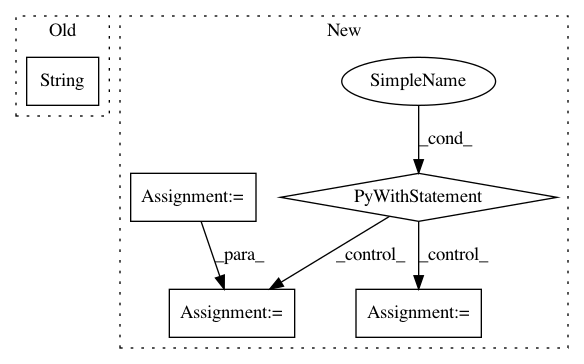 Old
New
String
SimpleName
_cond_
Assignment:=
PyWithStatement
_para_
_control_
_control_
Assignment:=
Assignment:=